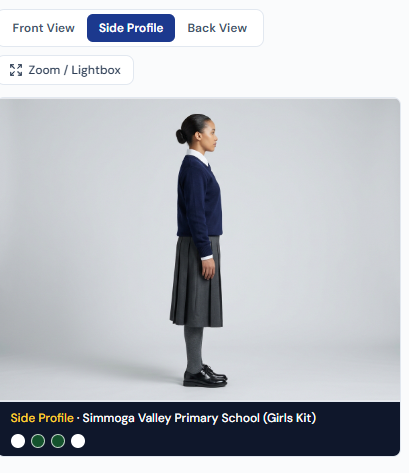 Front View
Side Profile
Back View
Zoom / Lightbox
Side Profile · Simmoga Valley Primary School (Girls Kit)